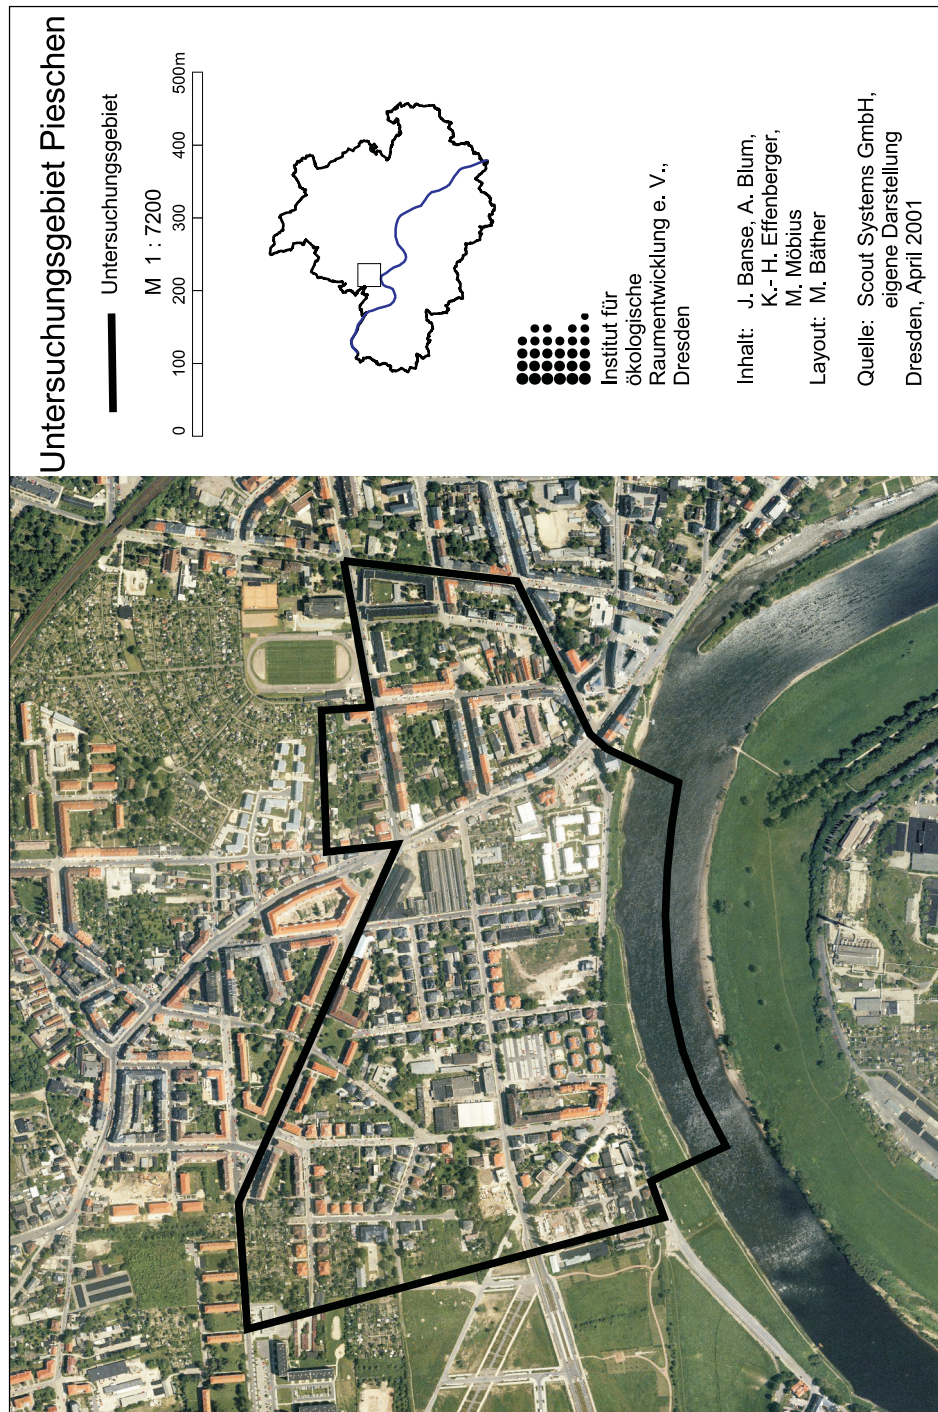 Untersuchungsgebiet Pieschen
Untersuchungsgebiet
M 1 : 7200
0 100 200 300 400 500m
Institut für
ökologische
Raumentwicklung e. V.,
Dresden
Inhalt: J. Banse, A. Blum,
K.- H. Effenberger,
M. Möbius
Layout: M. Bäther
Quelle: Scout Systems GmbH,
eigene Darstellung
Dresden, April 2001